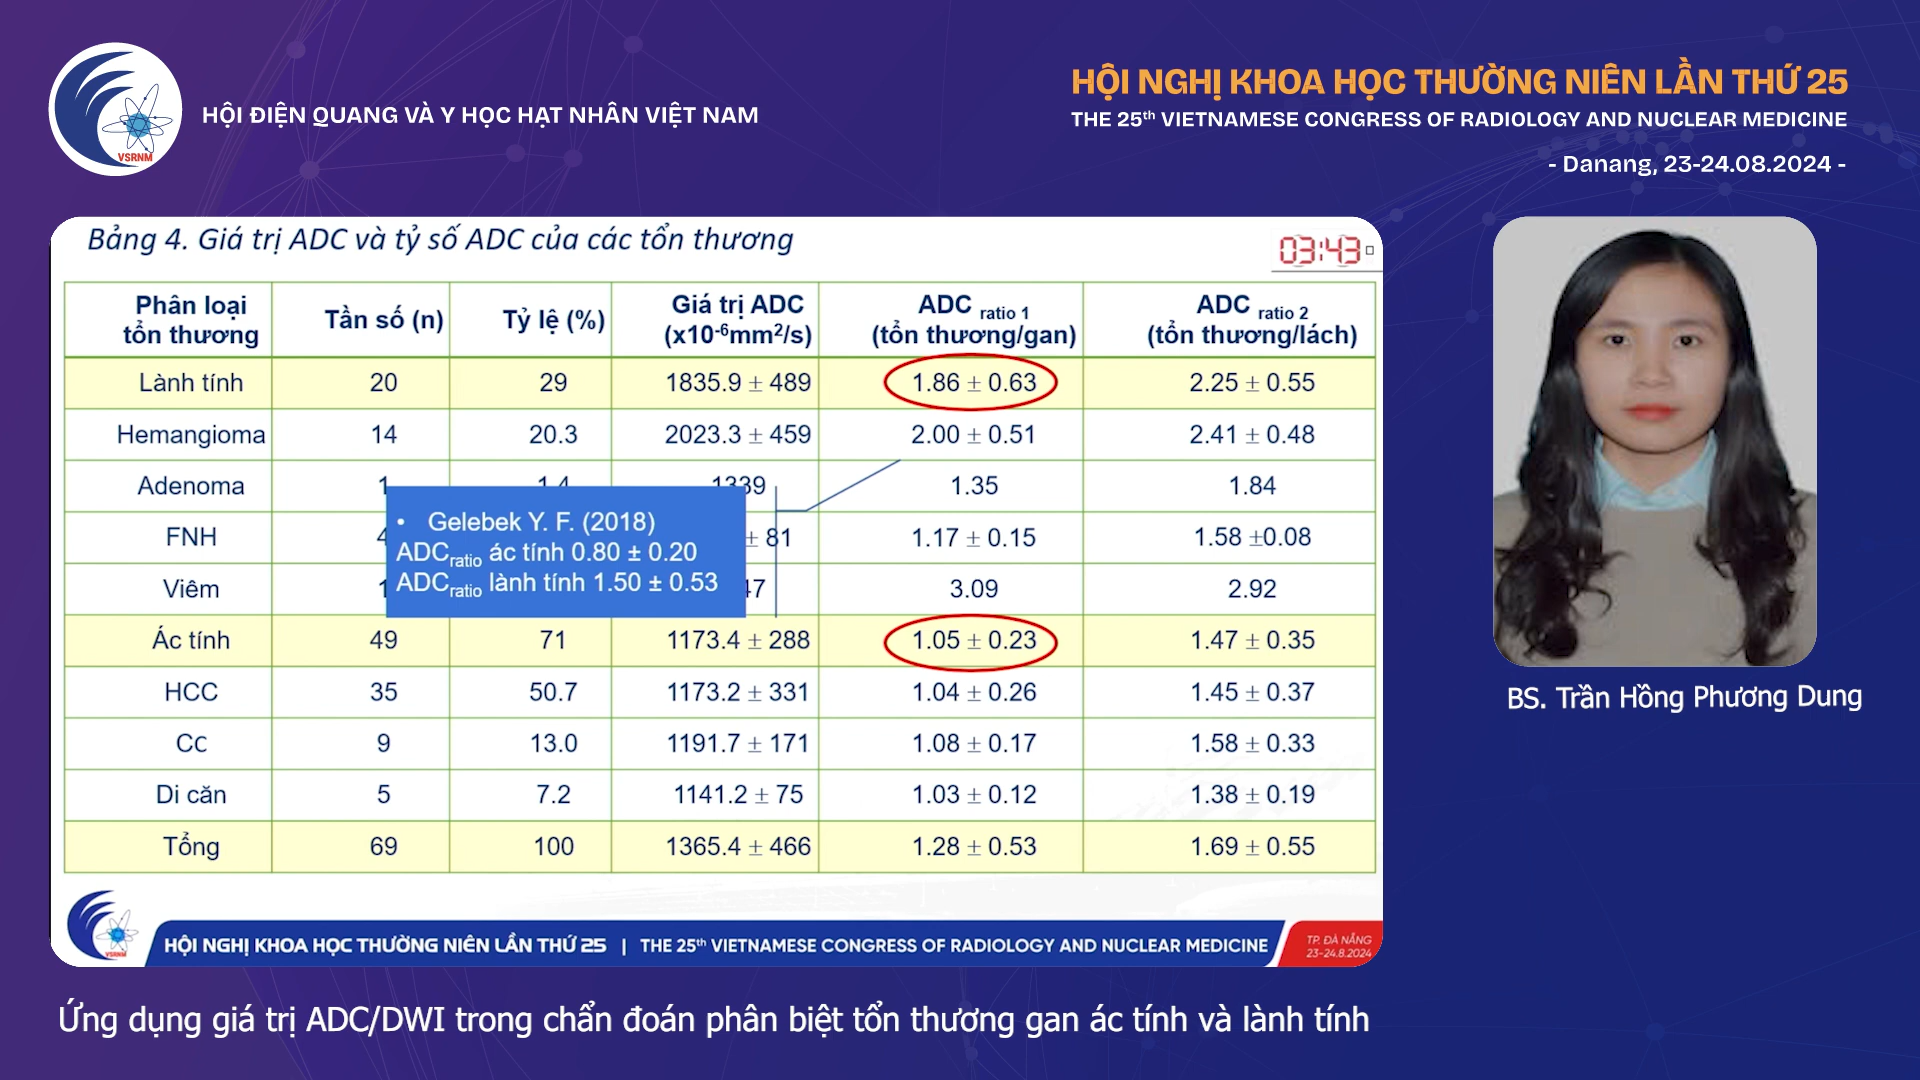 VSRNM
HỘI ĐIỆN QUANG VÀ Y HỌC HẠT NHÂN VIỆT NAM
HỘI NGHỊ KHOA HỌC THƯỜNG NIÊN LẦN THỨ 25
THE 25th VIETNAMESE CONGRESS OF RADIOLOGY AND NUCLEAR MEDICINE
- Danang, 23-24.08.2024 -
Bảng 4. Giá trị ADC và tỷ số ADC của các tổn thương
03:43
Phân loại tổn thương Tần số (n) Tỷ lệ (%) Giá trị ADC (x10-6mm2/s) ADC ratio 1 (tổn thương/gan) ADC ratio 2 (tổn thương/lách)
Lành tính 20 29 1835.9 ± 489 1.86 ± 0.63 2.25 ± 0.55
Hemangioma 14 20.3 2023.3 ± 459 2.00 ± 0.51 2.41 ± 0.48
Adenoma 1 1.4 1339 1.35 1.84
FNH 4 ± 81 1.17 ± 0.15 1.58 ±0.08
Viêm 1 47 3.09 2.92
• Gelebek Y. F. (2018)
ADCratio ác tính 0.80 ± 0.20
ADCratio lành tính 1.50 ± 0.53
Ác tính 49 71 1173.4 ± 288 1.05 ± 0.23 1.47 ± 0.35
HCC 35 50.7 1173.2 ± 331 1.04 ± 0.26 1.45 ± 0.37
Cc 9 13.0 1191.7 ± 171 1.08 ± 0.17 1.58 ± 0.33
Di căn 5 7.2 1141.2 ± 75 1.03 ± 0.12 1.38 ± 0.19
Tổng 69 100 1365.4 ± 466 1.28 ± 0.53 1.69 ± 0.55
VSRNM
HỘI NGHỊ KHOA HỌC THƯỜNG NIÊN LẦN THỨ 25 | THE 25th VIETNAMESE CONGRESS OF RADIOLOGY AND NUCLEAR MEDICINE
TP. ĐÀ NẴNG
23-24.8.2024
BS. Trần Hồng Phương Dung
Ứng dụng giá trị ADC/DWI trong chẩn đoán phân biệt tổn thương gan ác tính và lành tính